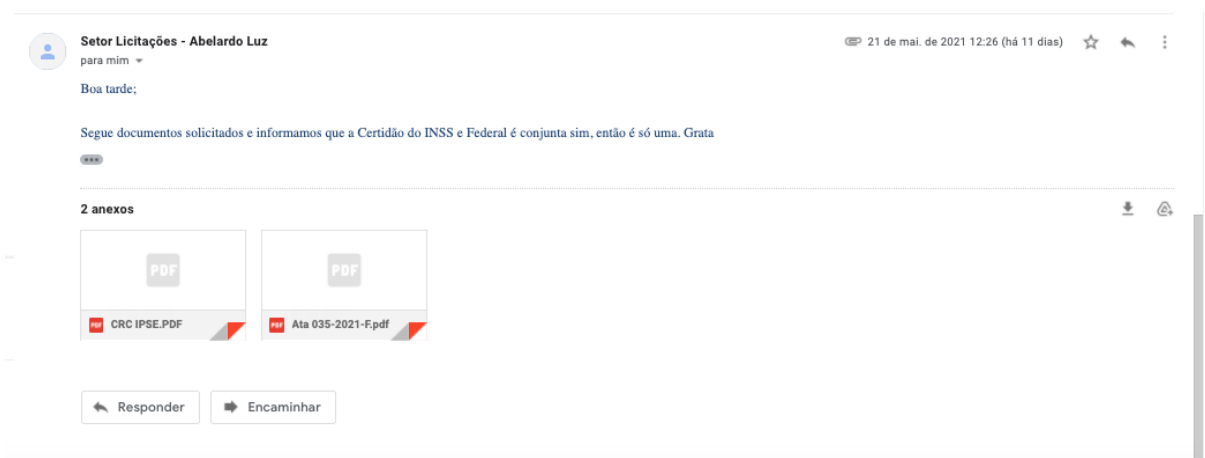 Setor Licitações - Abelardo Luz
21 de mai. de 2021 12:26 (há 11 dias)
para mim
Boa tarde;
Segue documentos solicitados e informamos que a Certidão do INSS e Federal é conjunta sim, então é só uma. Grata
2 anexos
PDF
PDF
PDF CRC IPSE.PDF
PDF Ata 035-2021-F.pdf
Responder
Encaminhar